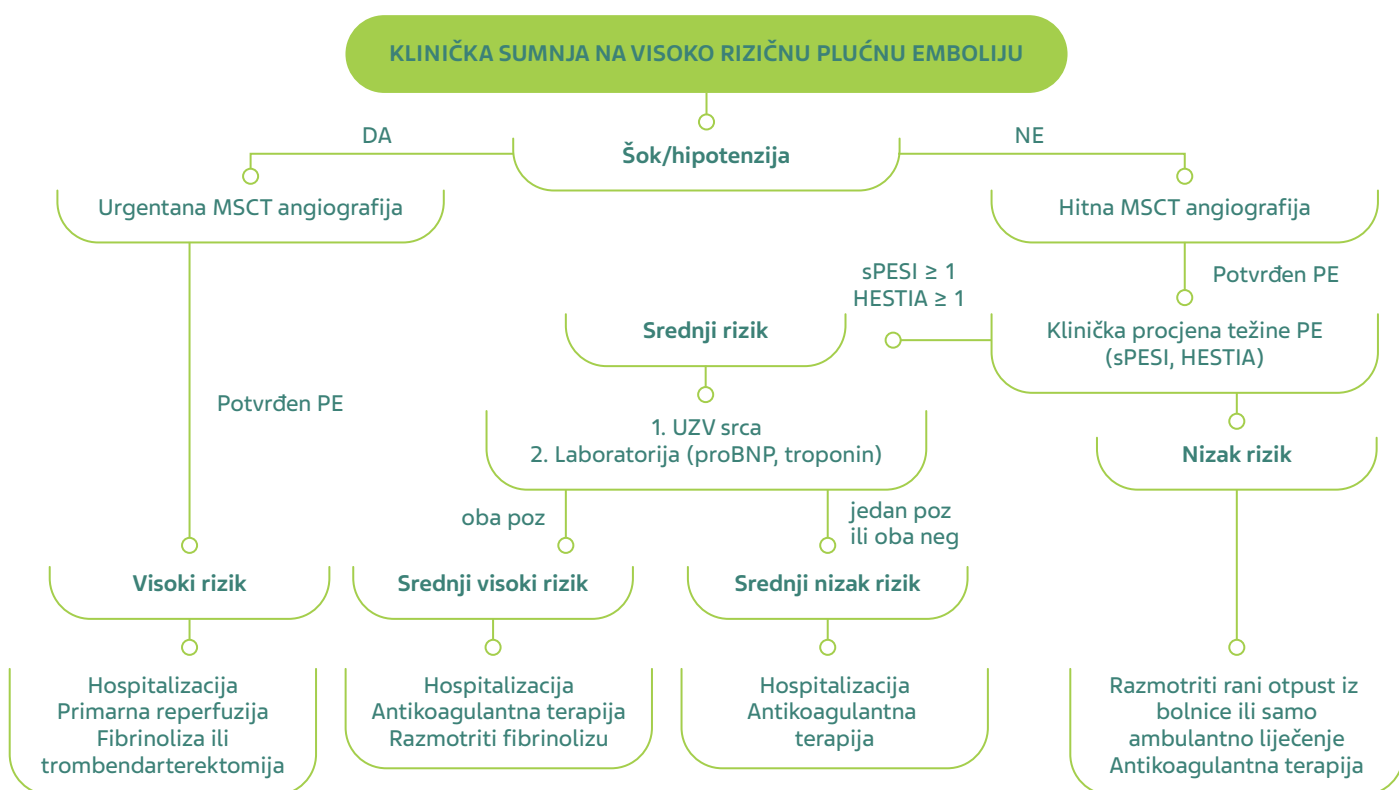 KLINIČKA SUMNJA NA VISOKO RIZIČNU PLUĆNU EMBOLIJU
DA
Šok/hipotenzija
NE
Urgentana MSCT angiografija
Hitna MSCT angiografija
Potvrđen PE
sPESI ≥ 1
HESTIA ≥ 1
Srednji rizik
Klinička procjena težine PE
(sPESI, HESTIA)
Potvrđen PE
1. UZV srca
2. Laboratorija (proBNP, troponin)
Nizak rizik
oba poz
jedan poz
ili oba neg
Visoki rizik
Srednji visoki rizik
Srednji nizak rizik
Hospitalizacija
Primarna reperfuzija
Fibrinoliza ili
trombendarterektomija
Hospitalizacija
Antikoagulantna terapija
Razmotriti fibrinolizu
Hospitalizacija
Antikoagulantna
terapija
Razmotriti rani otpust iz
bolnice ili samo
ambulantno liječenje
Antikoagulantna terapija